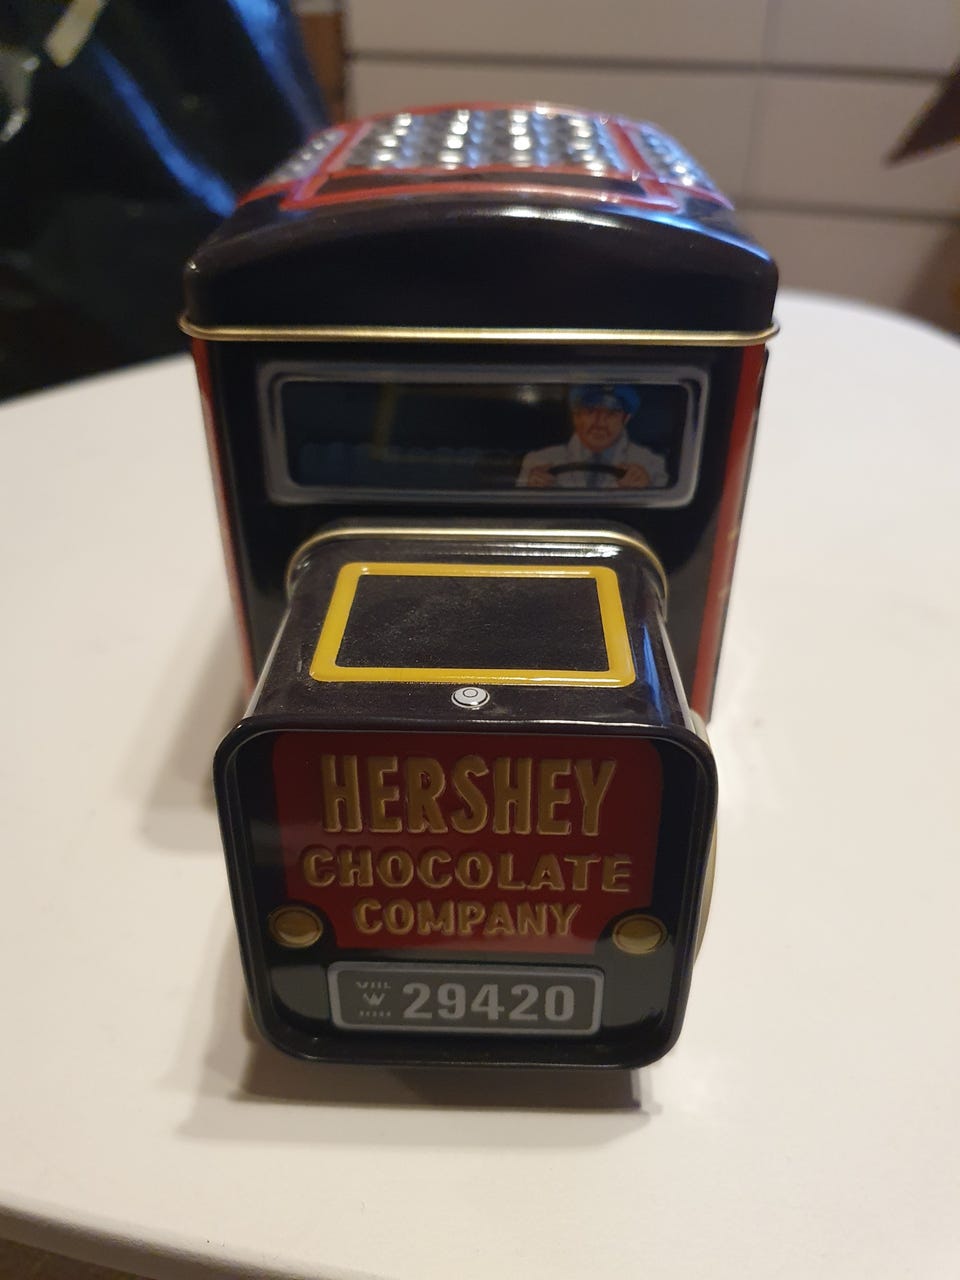 HERSHEY
CHOCOLATE
COMPANY
29420